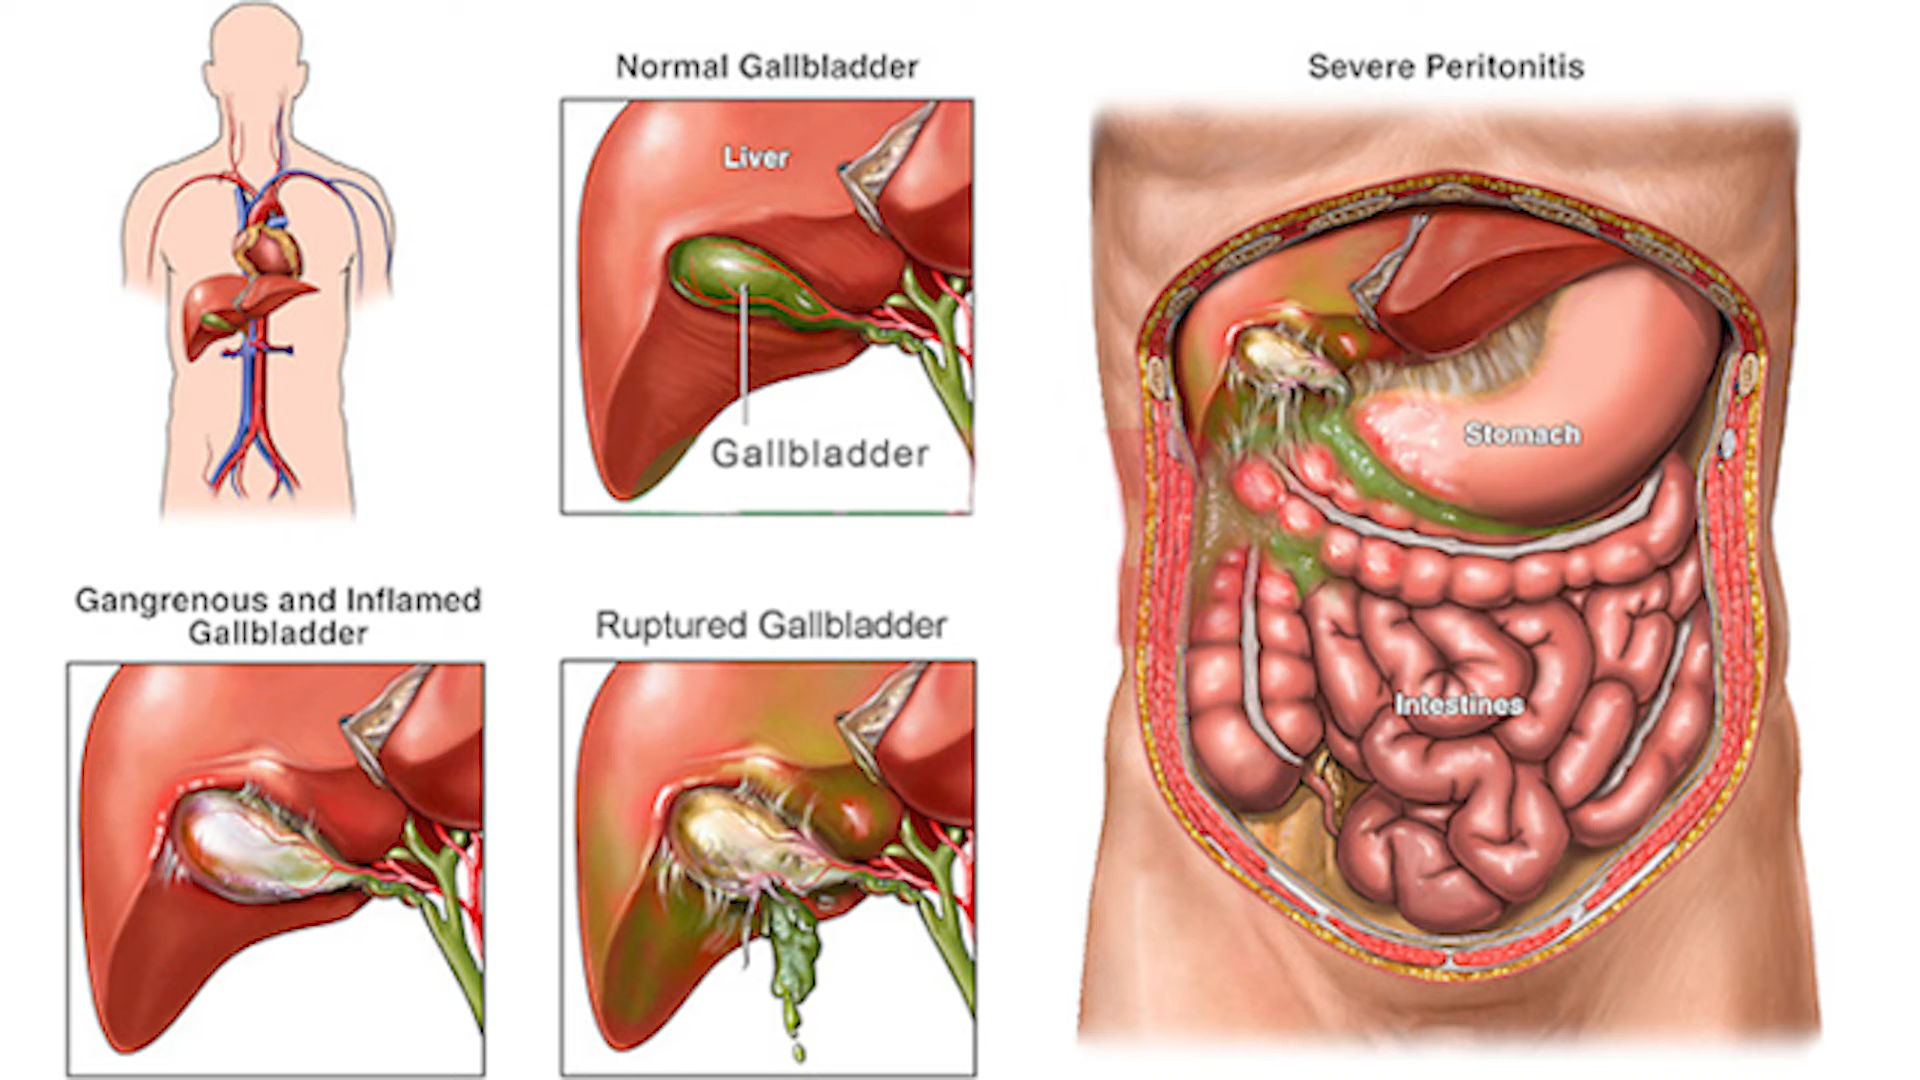 Normal Gallbladder
Liver
Gallbladder
Severe Peritonitis
Stomach
Intestines
Gangrenous and Inflamed
Gallbladder
Ruptured Gallbladder